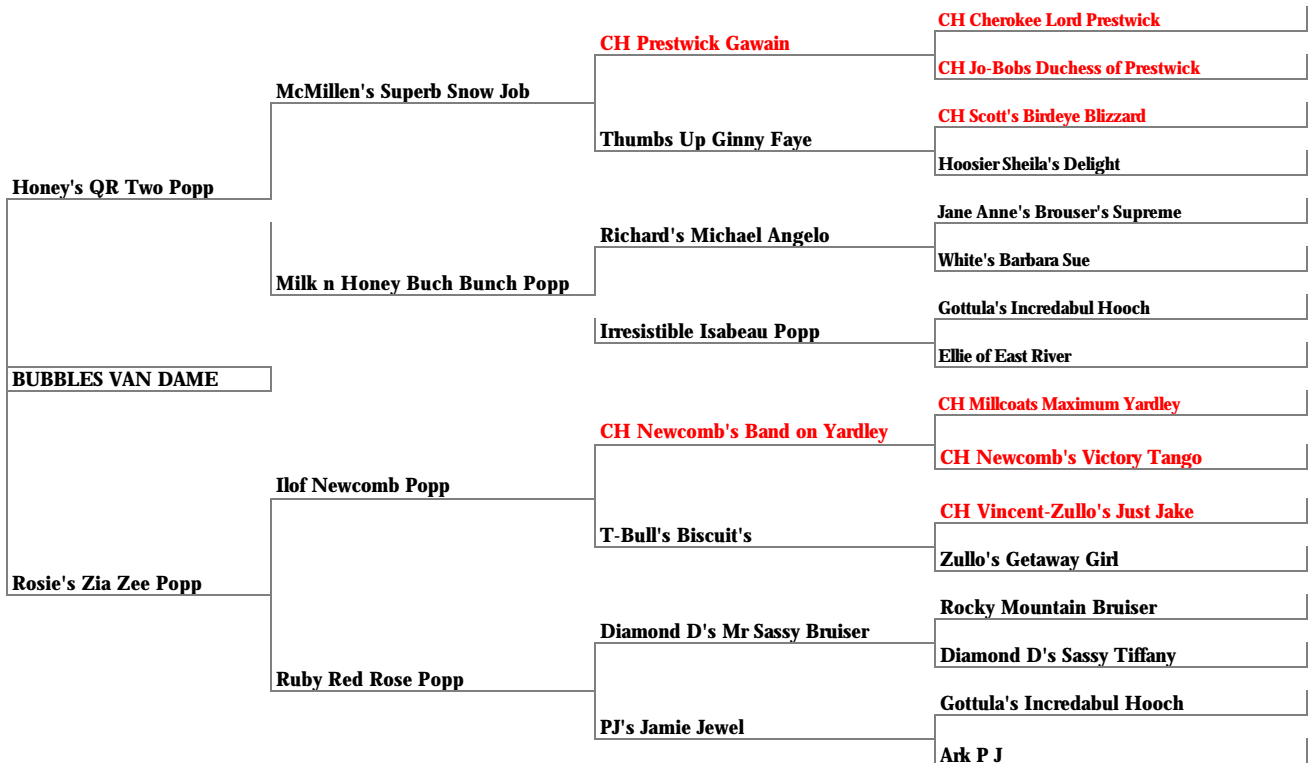 CH Cherokee Lord Prestwick
CH Prestwick Gawain
CH Jo-Bobs Duchess of Prestwick
McMillen's Superb Snow Job
CH Scott's Birdeye Blizzard
Thumbs Up Ginny Faye
Hoosier Sheila's Delight
Honey's QR Two Popp
Jane Anne's Brouser's Supreme
Richard's Michael Angelo
White's Barbara Sue
Milk n Honey Buch Bunch Popp
Gottula's Incredabul Hooch
Irresistible Isabeau Popp
Ellie of East River
BUBBLES VAN DAME
CH Millcoats Maximum Yardley
CH Newcomb's Band on Yardley
CH Newcomb's Victory Tango
Ilof Newcomb Popp
CH Vincent-Zullo's Just Jake
T-Bull's Biscuit's
Zullo's Getaway Girl
Rosie's Zia Zee Popp
Rocky Mountain Bruiser
Diamond D's Mr Sassy Bruiser
Diamond D's Sassy Tiffany
Ruby Red Rose Popp
Gottula's Incredabul Hooch
PJ's Jamie Jewel
Ark P J